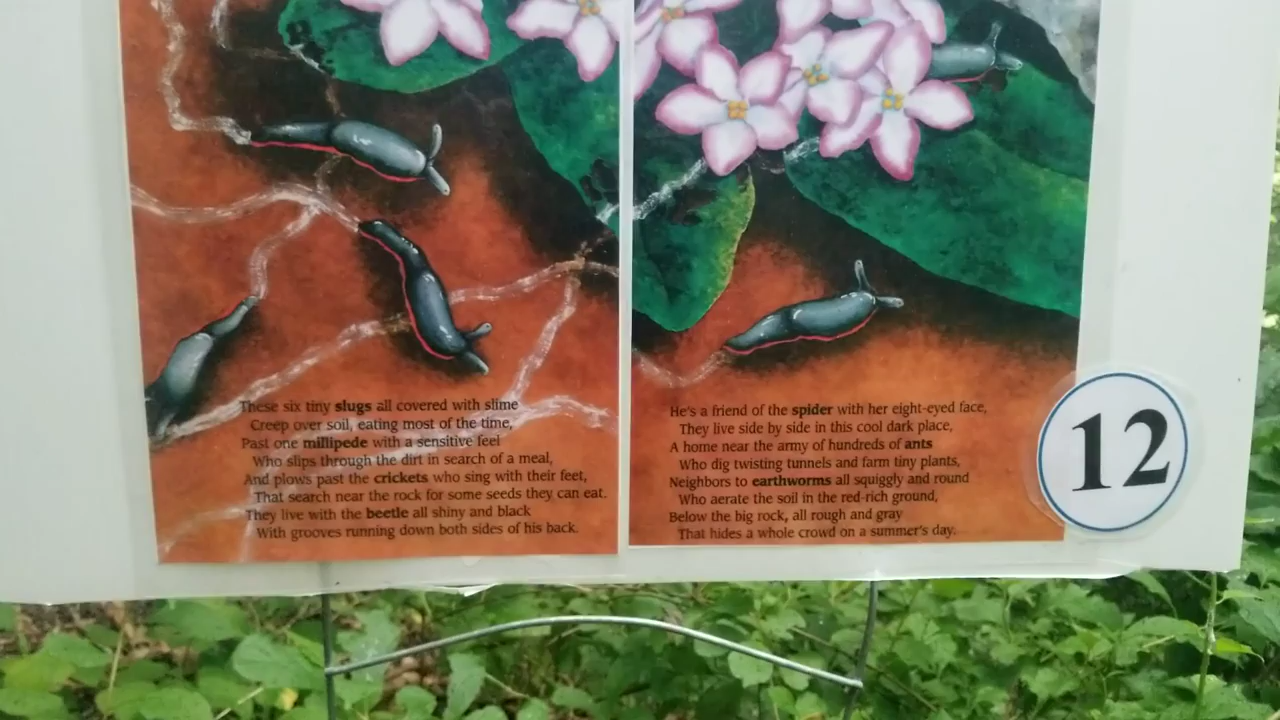 These six tiny slugs all covered with slime
Creep over soil, eating most of the time,
Past one millipede with a sensitive feel
Who slips through the dirt in search of a meal,
And plows past the crickets who sing with their feet,
That search near the rock for some seeds they can eat.
They live with the beetle all shiny and black
With grooves running down both sides of his back.
He's a friend of the spider with her eight-eyed face,
They live side by side in this cool dark place,
A home near the army of hundreds of ants
Who dig twisting tunnels and farm tiny plants,
Neighbors to earthworms all squiggly and round
Who aerate the soil in the red-rich ground,
Below the big rock, all rough and gray
That hides a whole crowd on a summer's day.
12